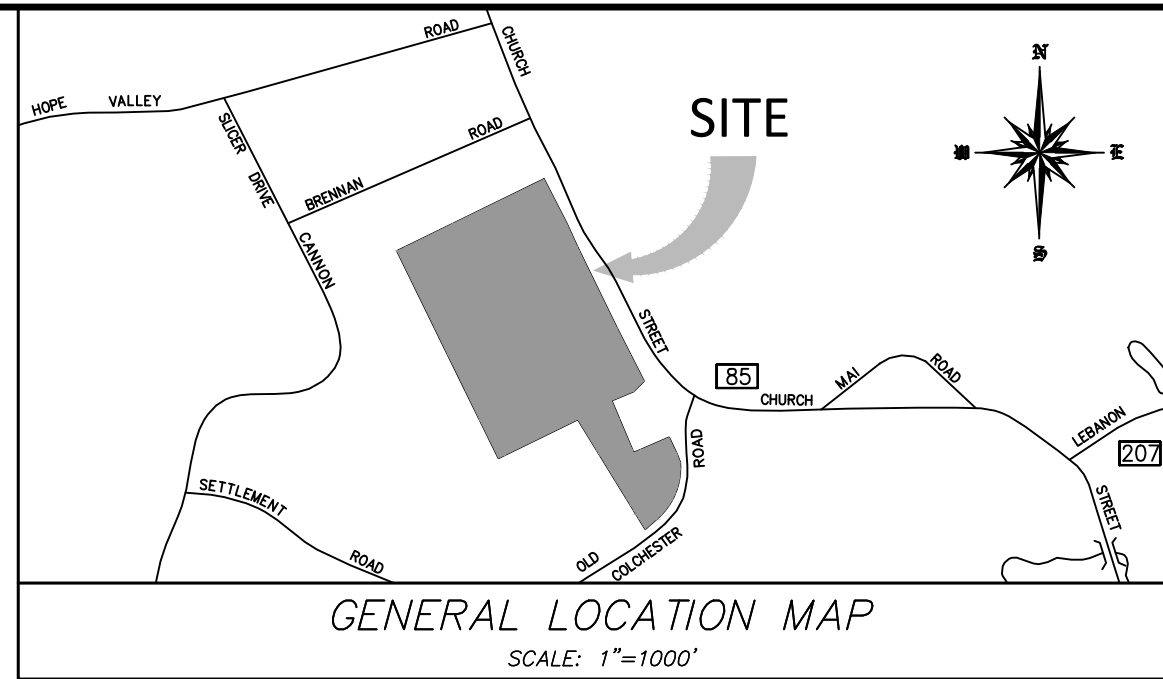 HOPE VALLEY ROAD
CHURCH
SLICER DRIVE
BRENNAN ROAD
CANNON
SITE
N
W E
S
STREET
85
CHURCH
MAI ROAD
LEBANON
207
STREET
ROAD
SETTLEMENT ROAD
OLD COLCHESTER
GENERAL LOCATION MAP
SCALE: 1"=1000'